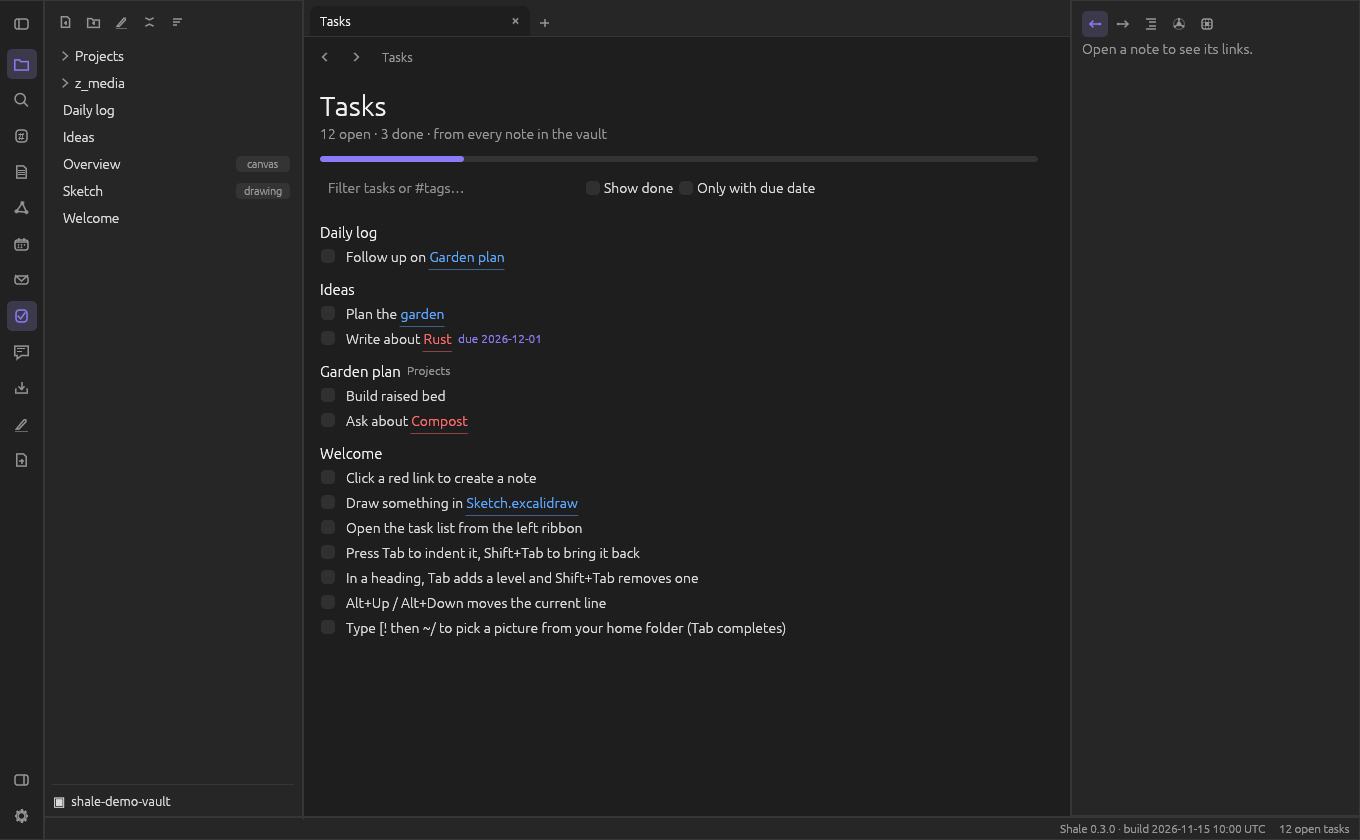 Tasks
Projects
z_media
Daily log
Ideas
Overview canvas
Sketch drawing
Welcome
shale-demo-vault
Tasks
Tasks
12 open · 3 done · from every note in the vault
Filter tasks or #tags… Show done Only with due date
Daily log
Follow up on Garden plan
Ideas
Plan the garden
Write about Rust due 2026-12-01
Garden plan Projects
Build raised bed
Ask about Compost
Welcome
Click a red link to create a note
Draw something in Sketch.excalidraw
Open the task list from the left ribbon
Press Tab to indent it, Shift+Tab to bring it back
In a heading, Tab adds a level and Shift+Tab removes one
Alt+Up / Alt+Down moves the current line
Type [! then ~/ to pick a picture from your home folder (Tab completes)
Open a note to see its links.
Shale 0.3.0 · build 2026-11-15 10:00 UTC 12 open tasks